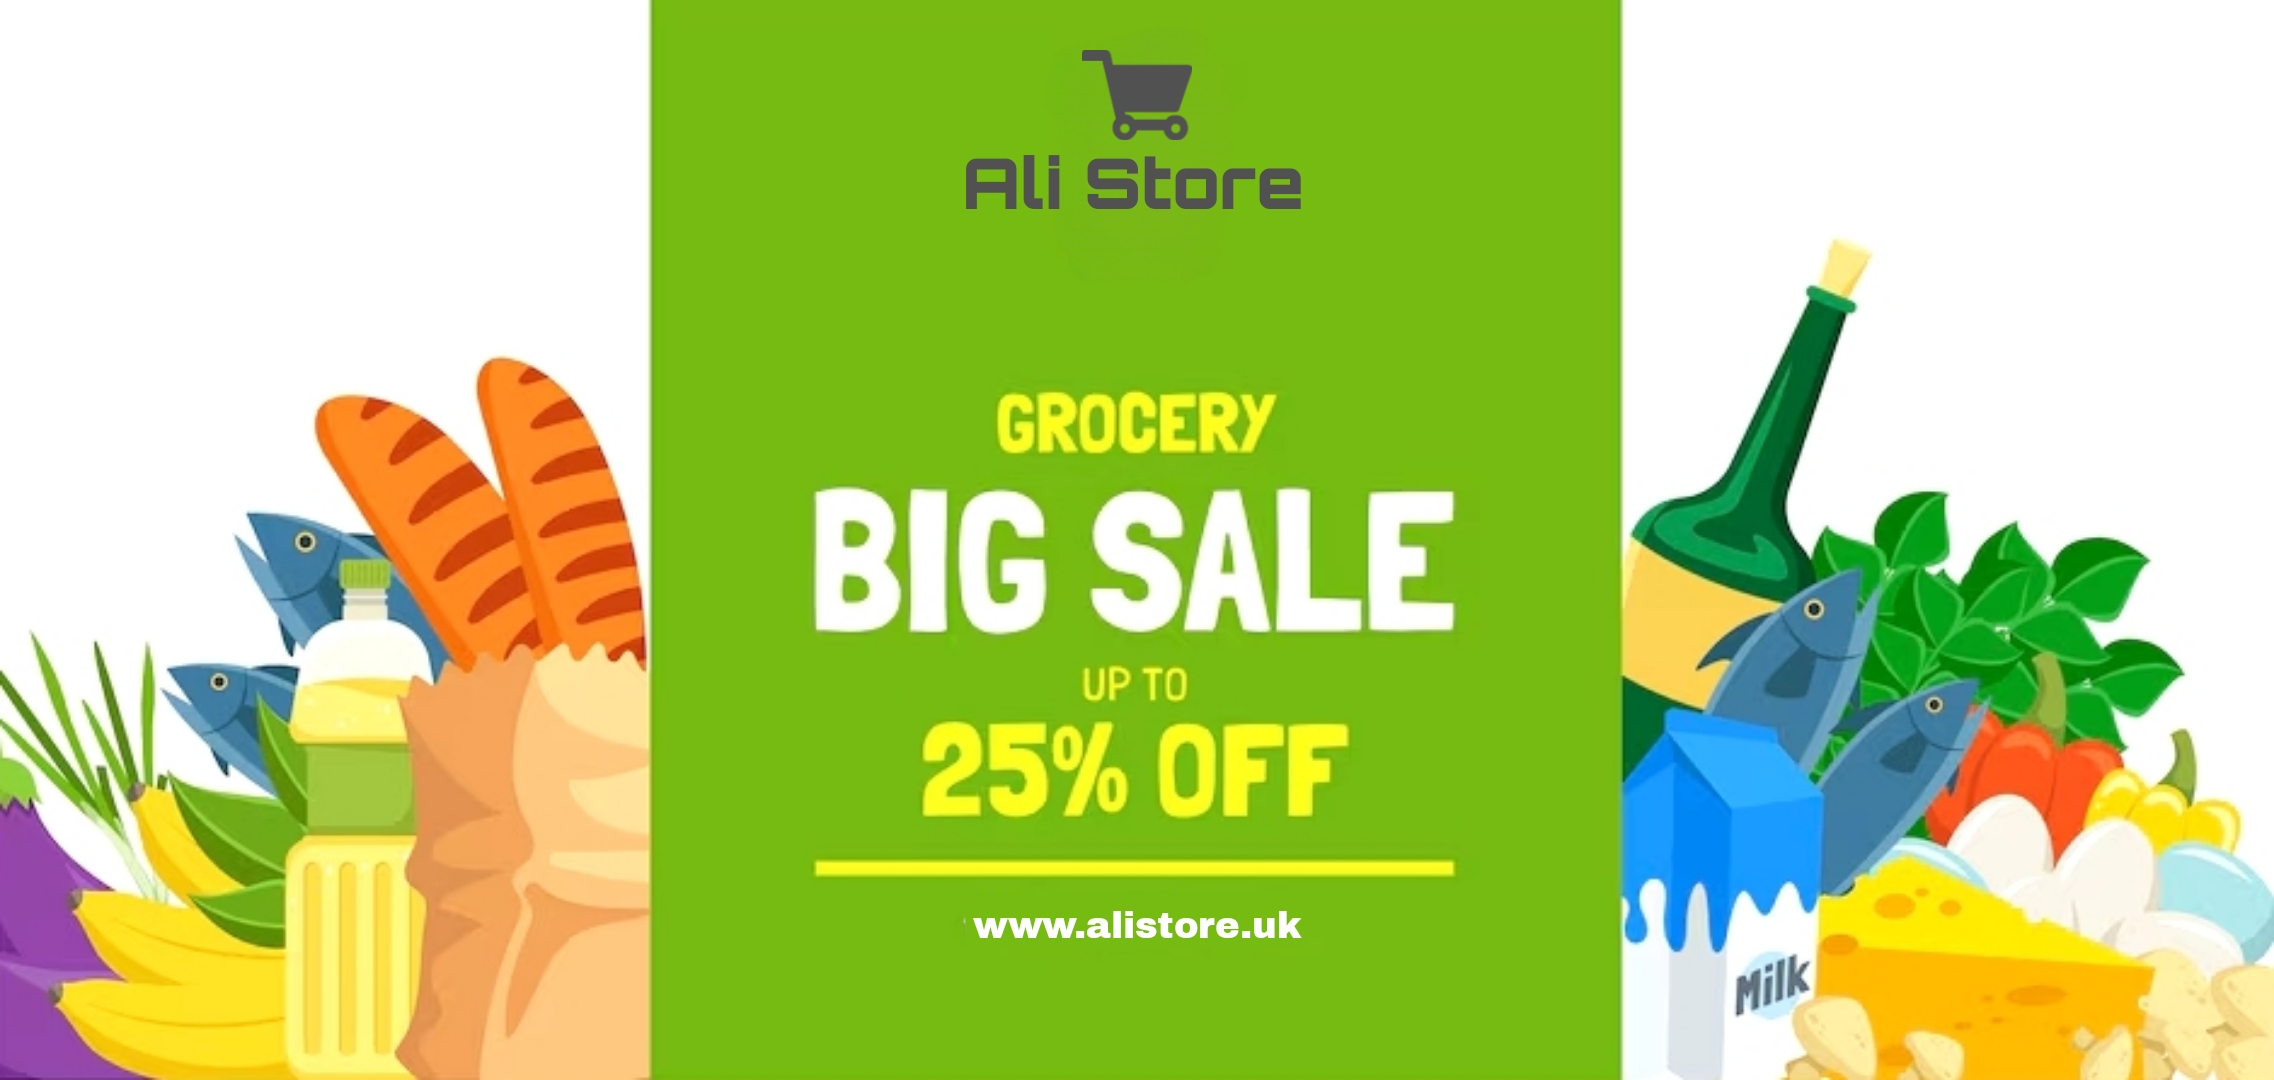 Ali Store
GROCERY
BIG SALE
UP TO
25% OFF
www.alistore.uk
Milk